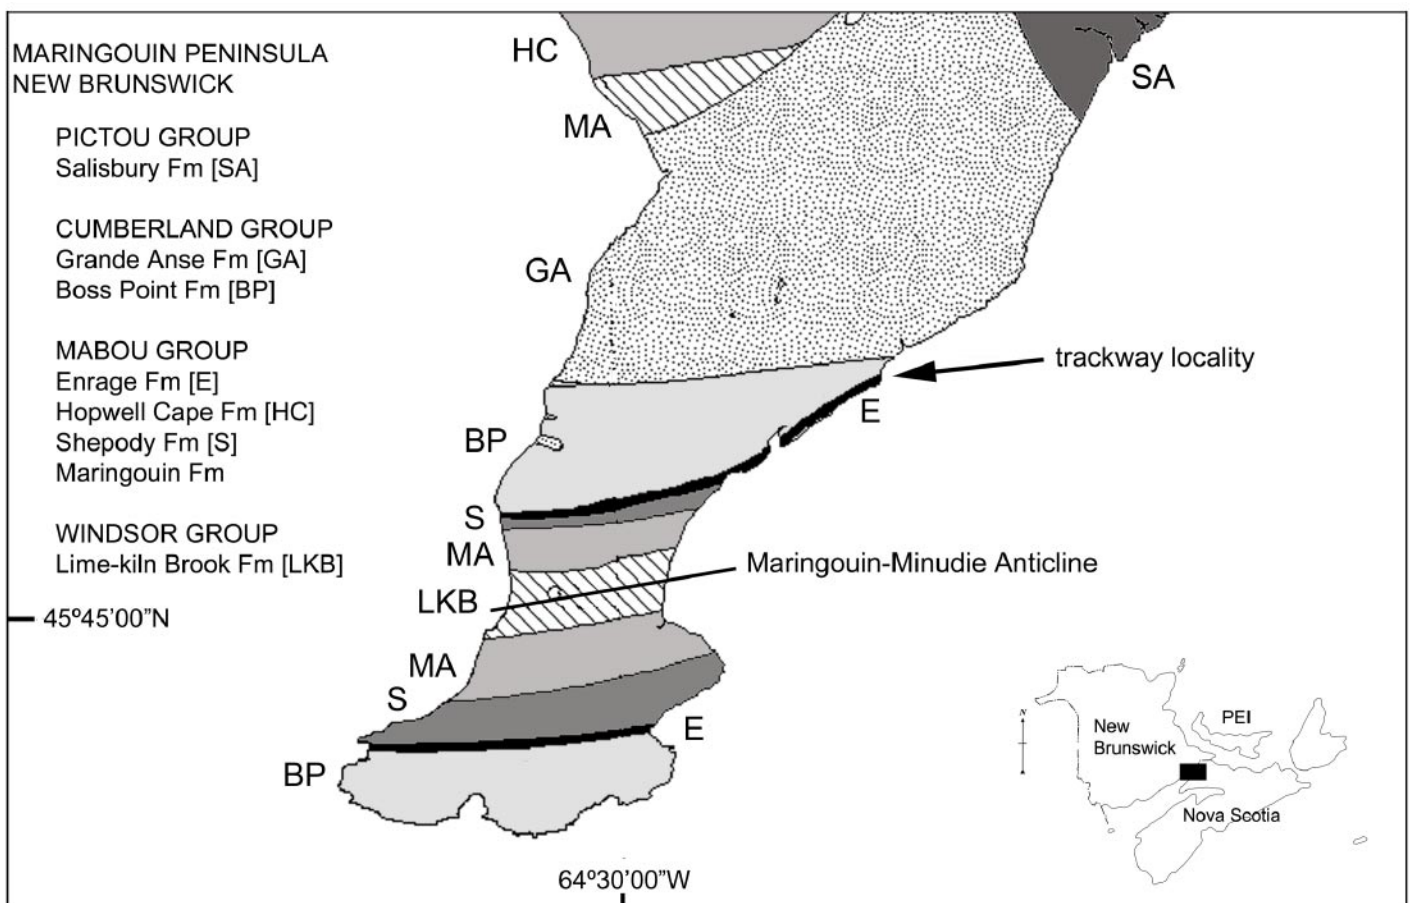 MARINGOUIN PENINSULA
NEW BRUNSWICK
PICTOU GROUP
Salisbury Fm [SA]
CUMBERLAND GROUP
Grande Anse Fm [GA]
Boss Point Fm [BP]
MABOU GROUP
Enrage Fm [E]
Hopwell Cape Fm [HC]
Shepody Fm [S]
Maringouin Fm
WINDSOR GROUP
Lime-kiln Brook Fm [LKB]
45º45’00”N
HC
SA
MA
GA
trackway locality
E
BP
S
MA
Maringouin-Minudie Anticline
LKB
MA
S
E
BP
64º30’00”W
N
New
Brunswick
PEI
Nova Scotia